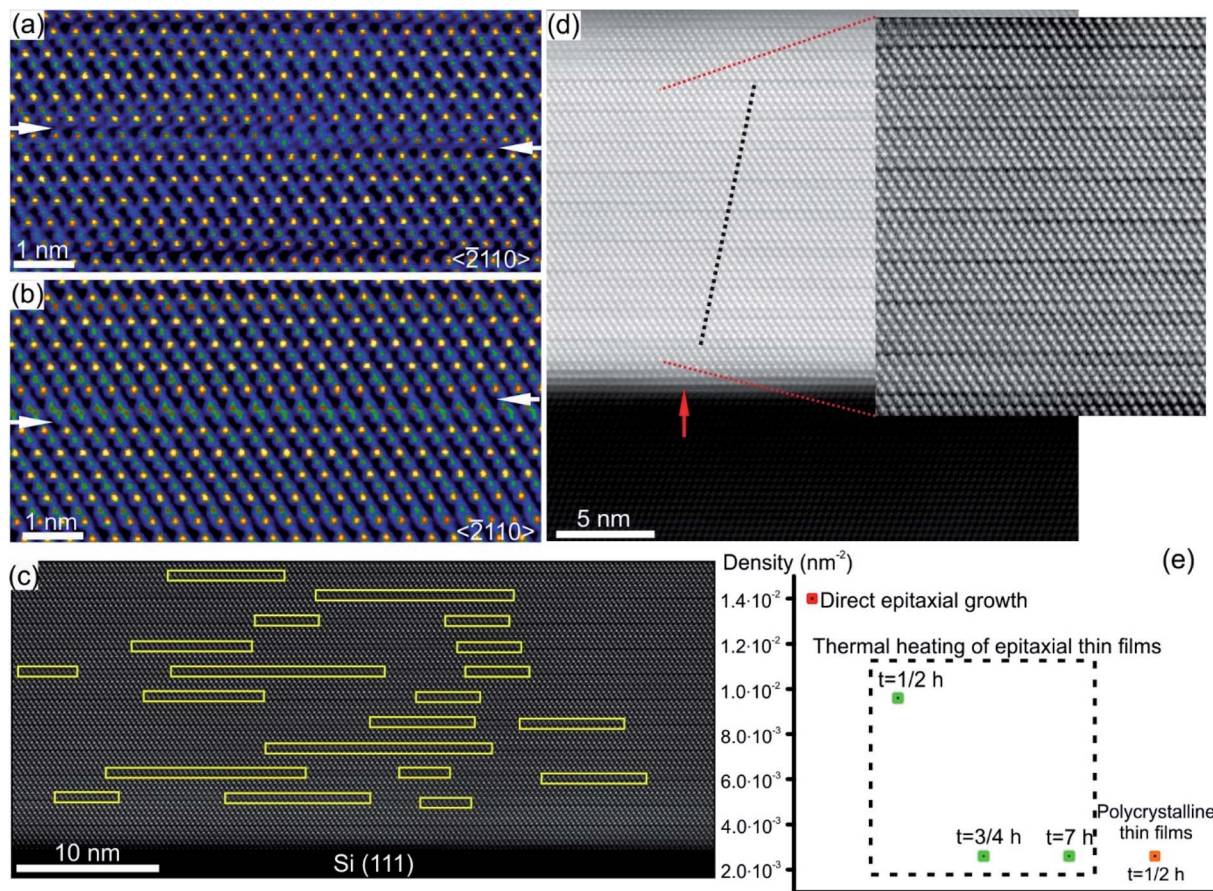 (a)
1 nm
<2̄110>
(b)
1 nm
<2̄110>
(c)
10 nm
Si (111)
(d)
5 nm
(e)
Density (nm⁻²)
1.4·10⁻²
1.2·10⁻²
1.0·10⁻²
8.0·10⁻³
6.0·10⁻³
4.0·10⁻³
2.0·10⁻³
Direct epitaxial growth
Thermal heating of epitaxial thin films
t=1/2 h
t=3/4 h
t=7 h
Polycrystalline
thin films
t=1/2 h